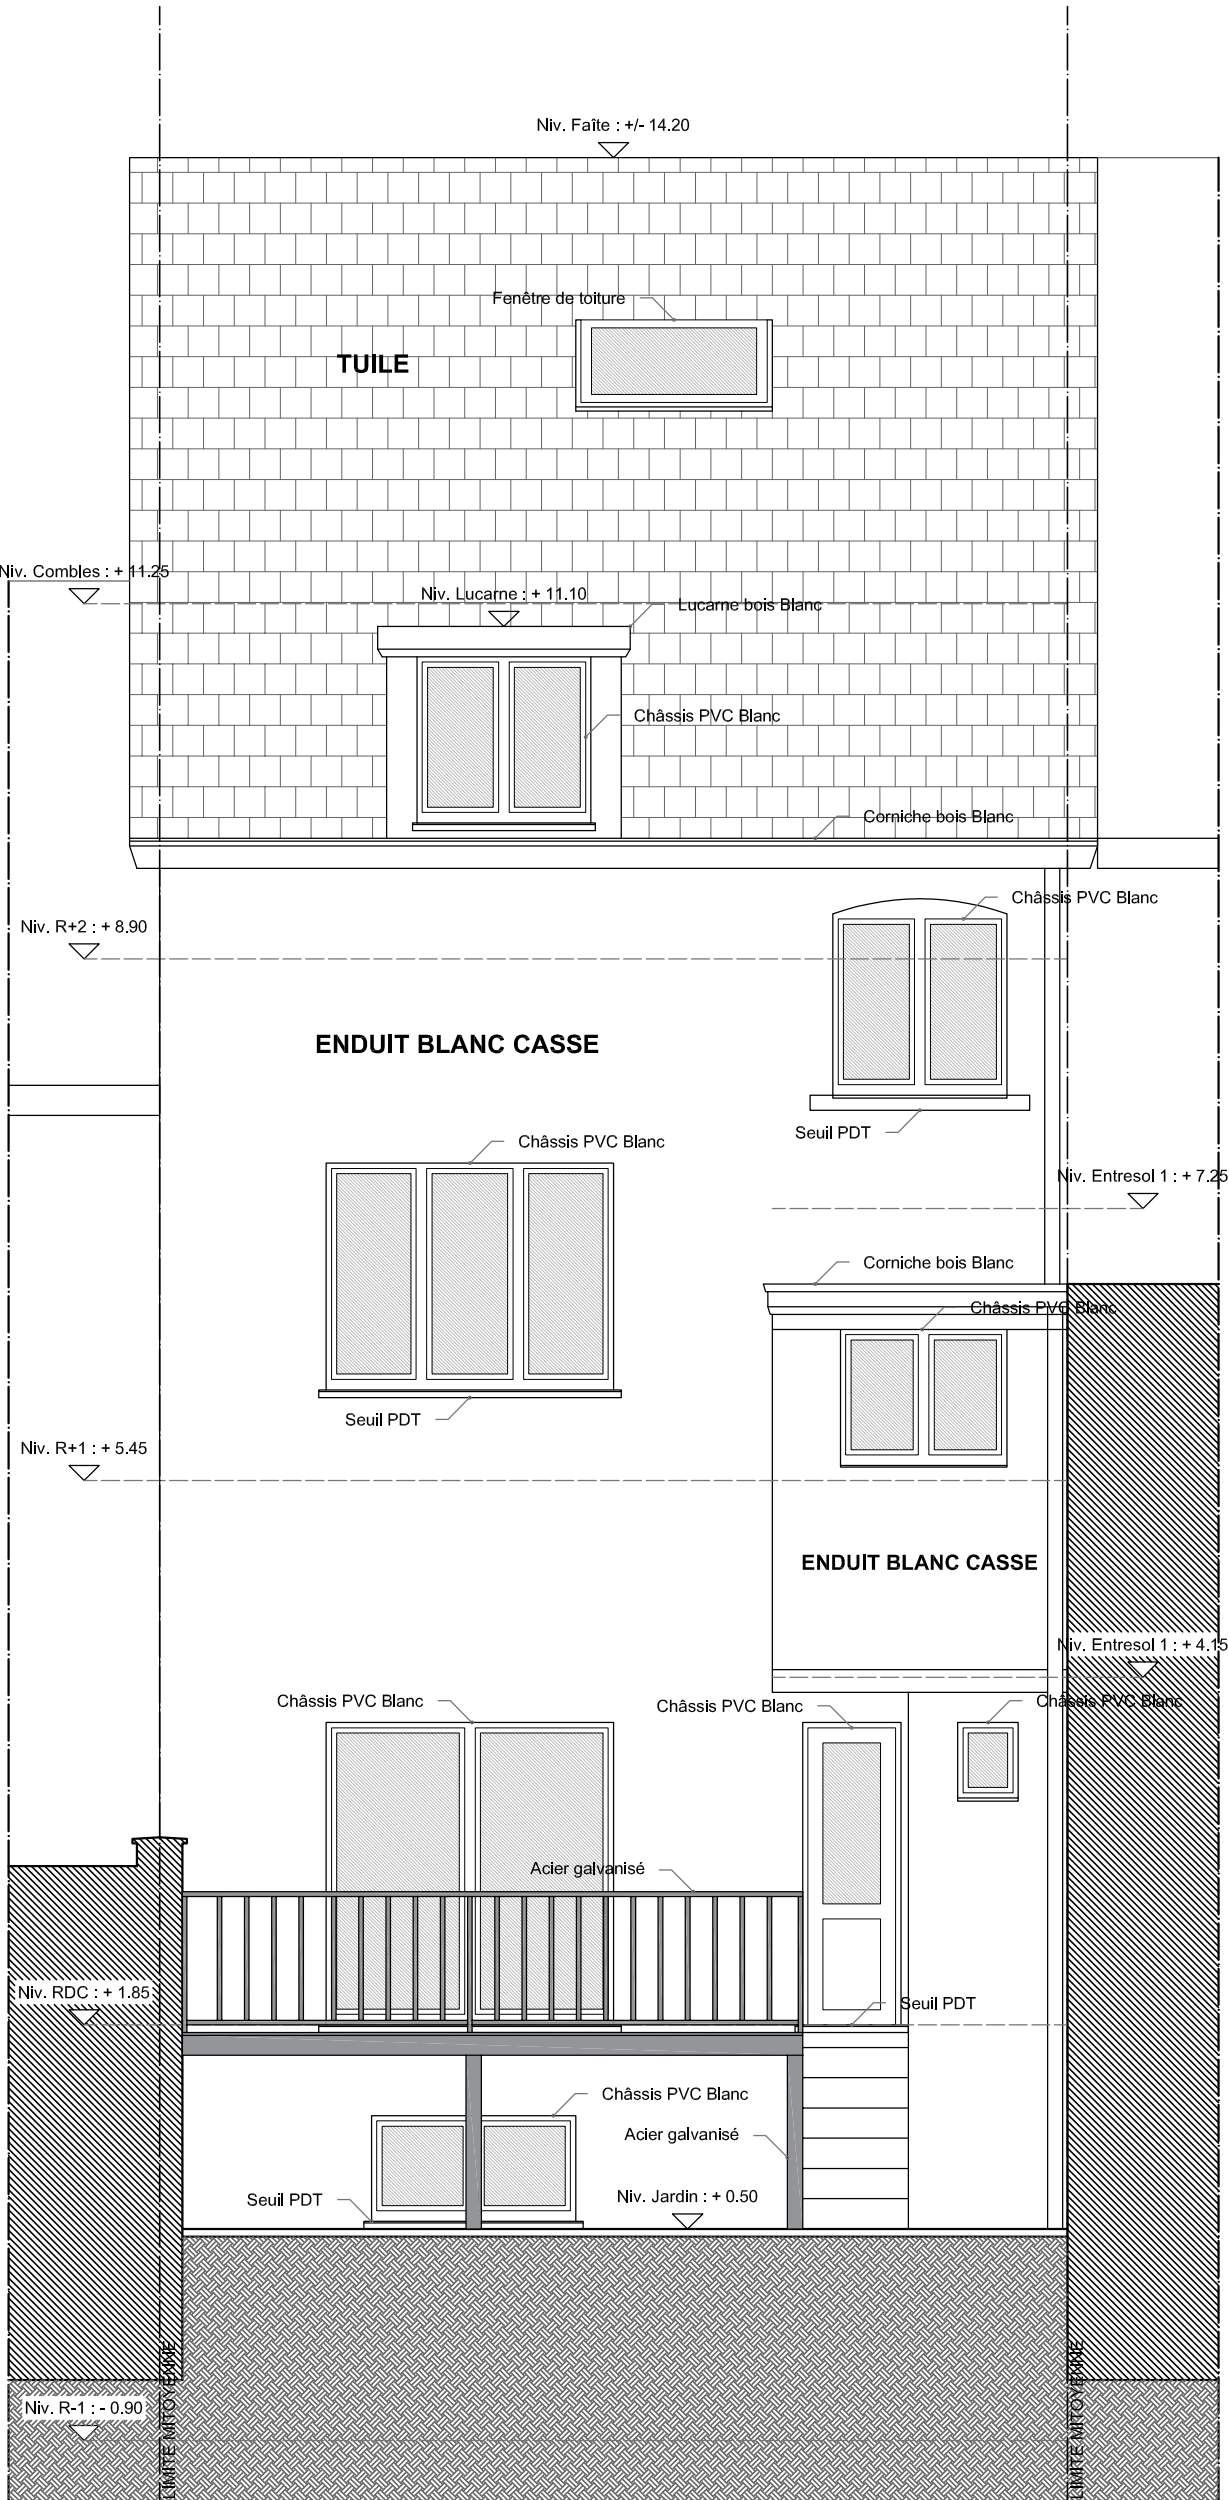 Niv. Faîte : +/- 14.20
Fenêtre de toiture
TUILE
Niv. Combles : + 11.25
Niv. Lucarne : + 11.10
Lucarne bois Blanc
Châssis PVC Blanc
Corniche bois Blanc
Châssis PVC Blanc
Niv. R+2 : + 8.90
ENDUIT BLANC CASSE
Seuil PDT
Châssis PVC Blanc
Niv. Entresol 1 : + 7.25
Corniche bois Blanc
Châssis PVC Blanc
Seuil PDT
Niv. R+1 : + 5.45
ENDUIT BLANC CASSE
Niv. Entresol 1 : + 4.15
Châssis PVC Blanc
Châssis PVC Blanc
Châssis PVC Blanc
Acier galvanisé
Niv. RDC : + 1.85
Seuil PDT
Châssis PVC Blanc
Acier galvanisé
Seuil PDT
Niv. Jardin : + 0.50
LIMITE MITOYENNE
LIMITE MITOYENNE
Niv. R-1 : - 0.90